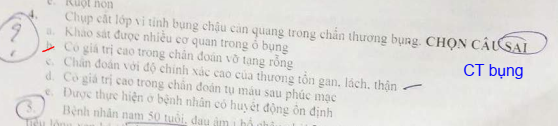 e. Ruột non
4. Chụp cắt lớp vi tính bụng chậu cản quang trong chấn thương bụng. CHỌN CÂU SAI
a. Khảo sát được nhiều cơ quan trong ổ bụng
b. Có giá trị cao trong chẩn đoán vỡ tạng rỗng
CT bụng
c. Chẩn đoán với độ chính xác cao của thương tổn gan, lách, thận
d. Có giá trị cao trong chẩn đoán tụ máu sau phúc mạc
e. Được thực hiện ở bệnh nhân có huyết động ổn định
3. Bệnh nhân nam 50 tuổi, đau âm ỉ